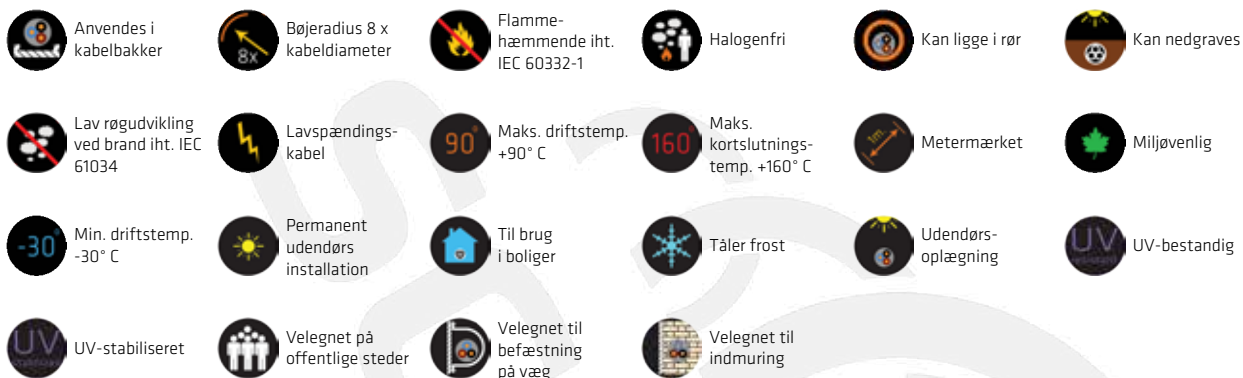 Anvendes i
kabelbakker
8x
Bøjeradius 8 x
kabeldiameter
Flamme-
hæmmende iht.
IEC 60332-1
Halogenfri
Kan ligge i rør
Kan nedgraves
Lav røgudvikling
ved brand iht. IEC
61034
Lavspændings-
kabel
90°
Maks. driftstemp.
+90° C
160°
Maks.
kortslutnings-
temp. +160° C
1m.
Metermærket
Miljøvenlig
-30°
Min. driftstemp.
-30° C
Permanent
udendørs
installation
Til brug
i boliger
Tåler frost
Udendørs-
oplægning
UV
UV-bestandig
UV
UV-stabiliseret
Velegnet på
offentlige steder
Velegnet til
befæstning
på væg
Velegnet til
indmuring